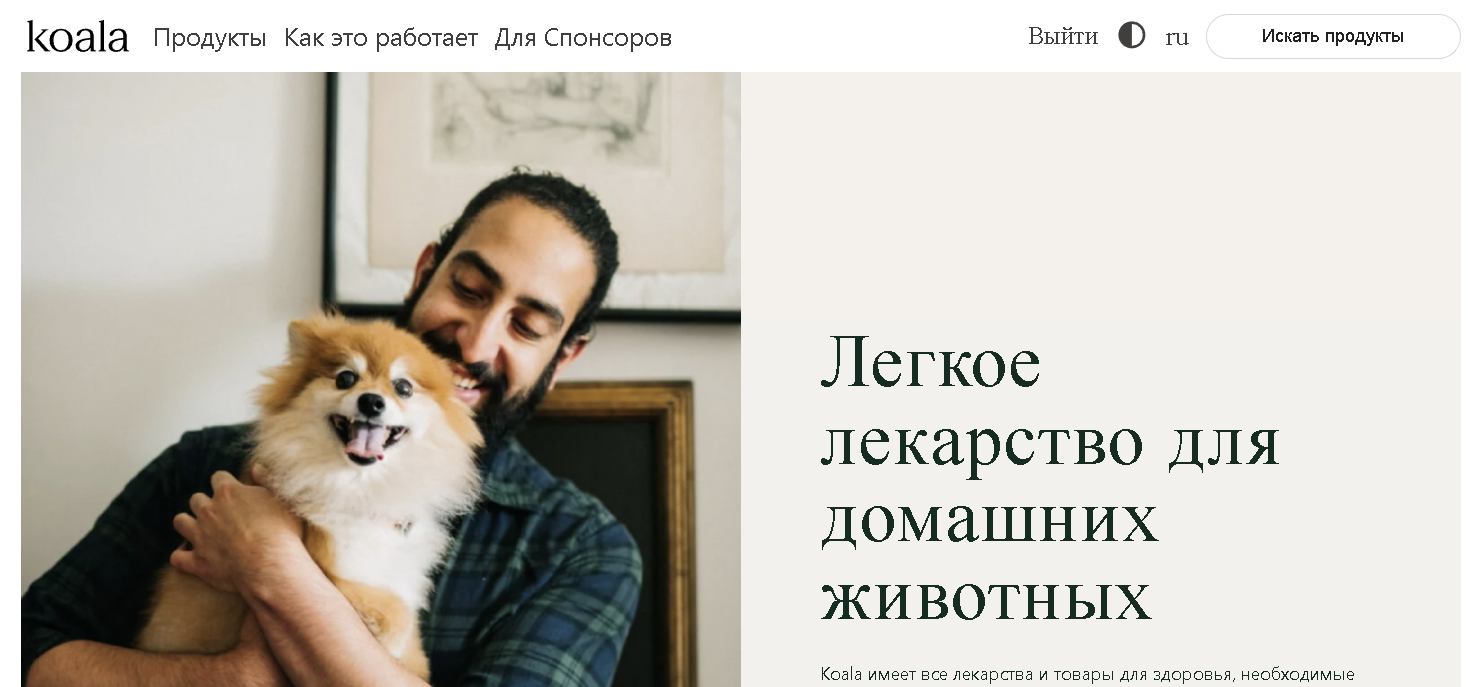 koala Продукты Как это работает Для Спонсоров Выйти ru Искать продукты
Легкое
лекарство для
домашних
животных
Koala имеет все лекарства и товары для здоровья, необходимые